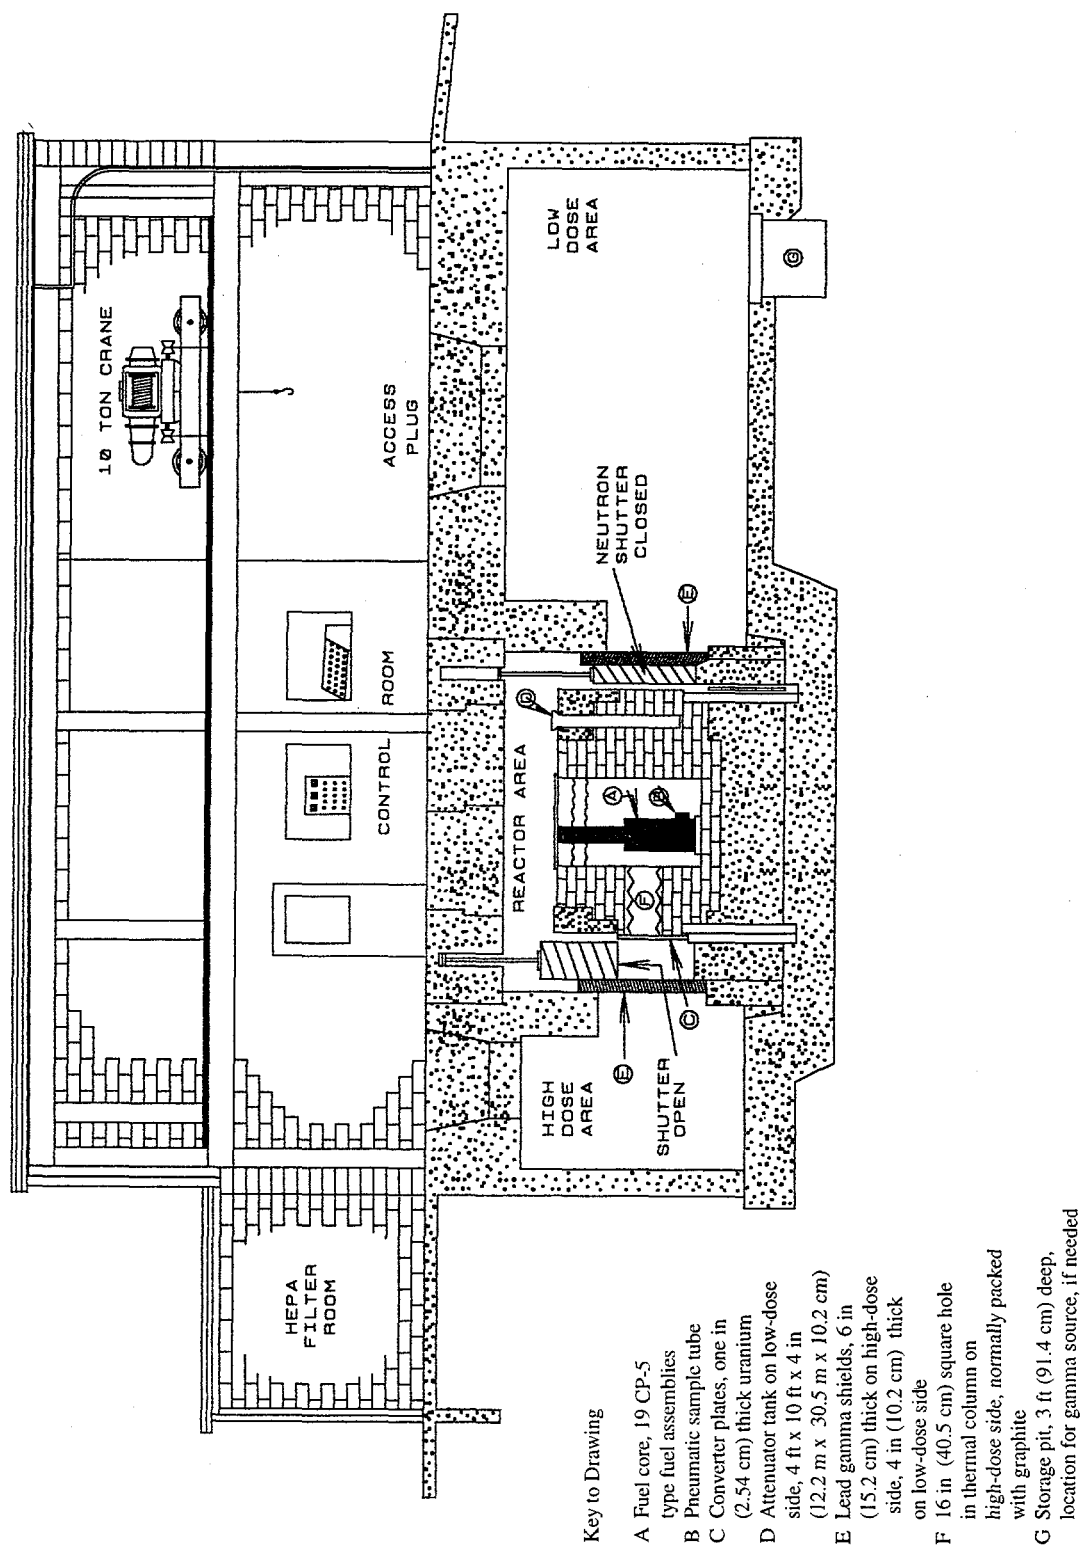 10 TON CRANE
ACCESS
PLUG
CONTROL ROOM
HEPA
FILTER
ROOM
LOW
DOSE
AREA
NEUTRON
SHUTTER
CLOSED
E
D
REACTOR AREA
A
B
F
C
E
HIGH
DOSE
AREA
SHUTTER
OPEN
G
Key to Drawing
A Fuel core, 19 CP-5
type fuel assemblies
B Pneumatic sample tube
C Converter plates, one in
(2.54 cm) thick uranium
D Attenuator tank on low-dose
side, 4 ft x 10 ft x 4 in
(12.2 m x 30.5 m x 10.2 cm)
E Lead gamma shields, 6 in
(15.2 cm) thick on high-dose
side, 4 in (10.2 cm) thick
on low-dose side
F 16 in (40.5 cm) square hole
in thermal column on
high-dose side, normally packed
with graphite
G Storage pit, 3 ft (91.4 cm) deep,
location for gamma source, if needed